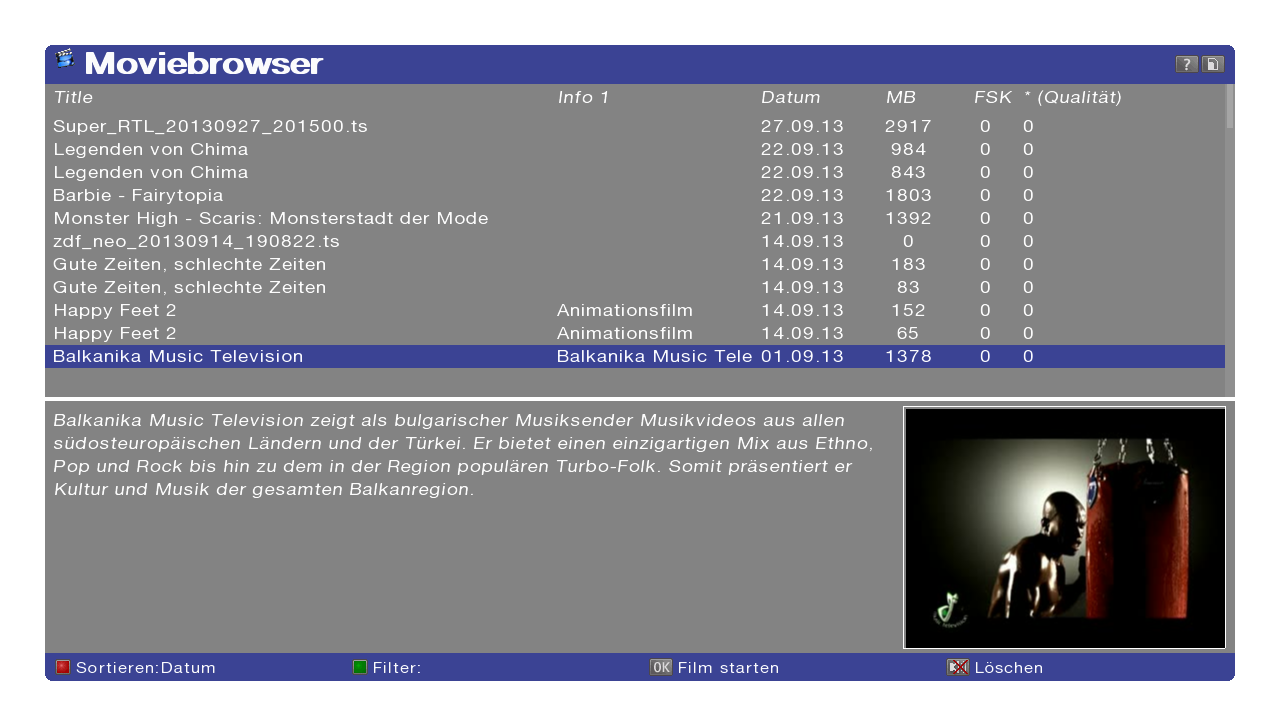 Moviebrowser
?
Title Info 1 Datum MB FSK * (Qualität)
Super_RTL_20130927_201500.ts 27.09.13 2917 0 0
Legenden von Chima 22.09.13 984 0 0
Legenden von Chima 22.09.13 843 0 0
Barbie - Fairytopia 22.09.13 1803 0 0
Monster High - Scaris: Monsterstadt der Mode 21.09.13 1392 0 0
zdf_neo_20130914_190822.ts 14.09.13 0 0 0
Gute Zeiten, schlechte Zeiten 14.09.13 183 0 0
Gute Zeiten, schlechte Zeiten 14.09.13 83 0 0
Happy Feet 2 Animationsfilm 14.09.13 152 0 0
Happy Feet 2 Animationsfilm 14.09.13 65 0 0
Balkanika Music Television Balkanika Music Tele 01.09.13 1378 0 0
Balkanika Music Television zeigt als bulgarischer Musiksender Musikvideos aus allen
südosteuropäischen Ländern und der Türkei. Er bietet einen einzigartigen Mix aus Ethno,
Pop und Rock bis hin zu dem in der Region populären Turbo-Folk. Somit präsentiert er
Kultur und Musik der gesamten Balkanregion.
Sortieren:Datum Filter: OK Film starten Löschen